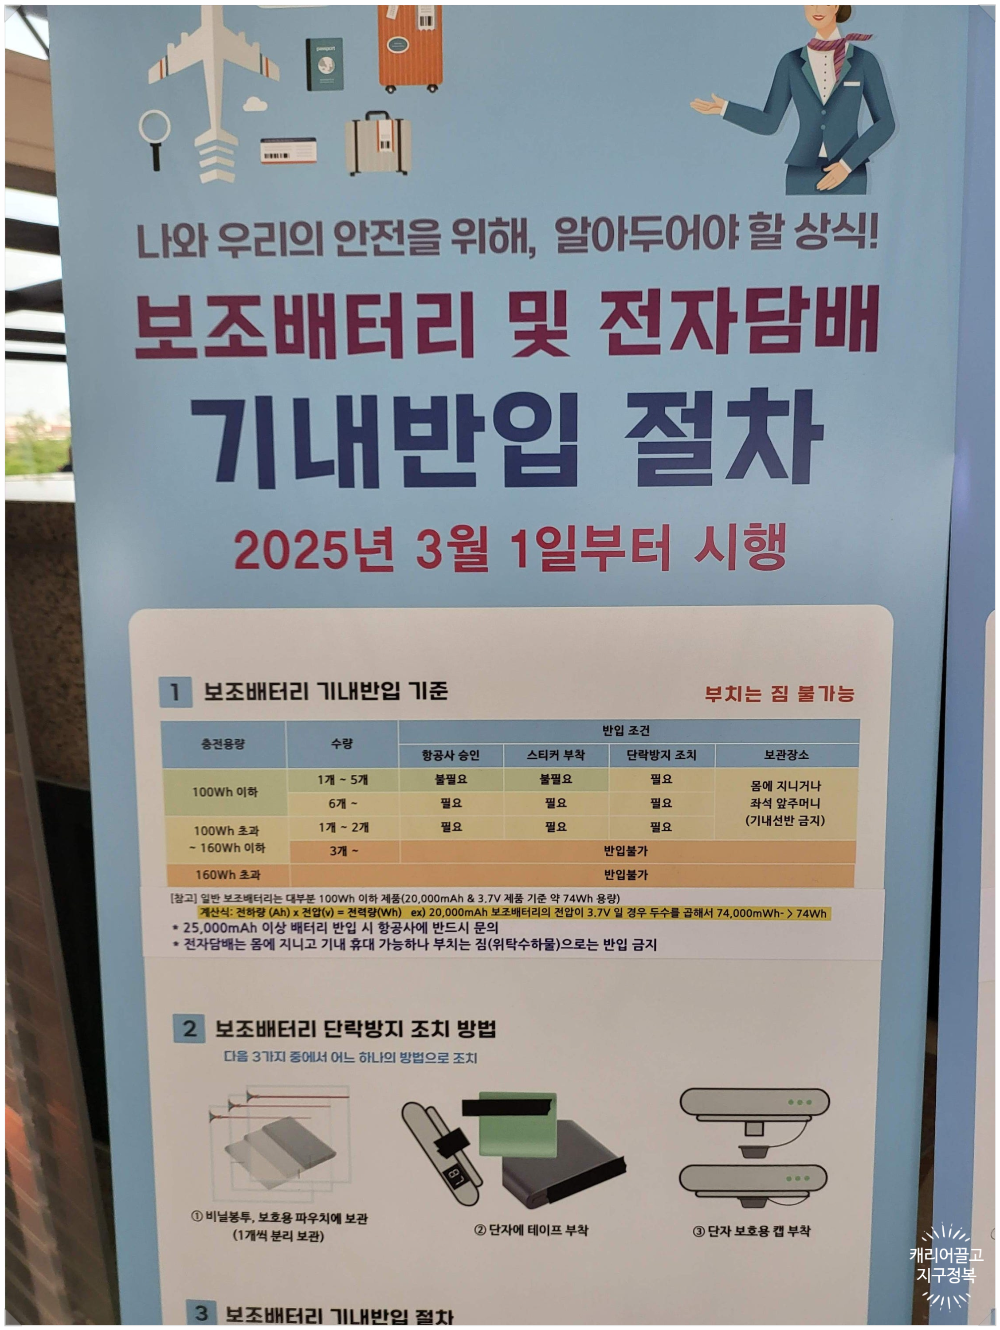 passport
나와 우리의 안전을 위해, 알아두어야 할 상식!
보조배터리 및 전자담배
기내반입 절차
2025년 3월 1일부터 시행
1 보조배터리 기내반입 기준 부치는 짐 불가능
충전용량 수량 반입 조건
항공사 승인 스티커 부착 단락방지 조치 보관장소
100Wh 이하 1개 ~ 5개 불필요 불필요 필요 몸에 지니거나 좌석 앞주머니 (기내선반 금지)
6개 ~ 필요 필요 필요
100Wh 초과 ~ 160Wh 이하 1개 ~ 2개 필요 필요 필요
3개 ~ 반입불가
160Wh 초과 반입불가
[참고] 일반 보조배터리는 대부분 100Wh 이하 제품(20,000mAh & 3.7V 제품 기준 약 74Wh 용량)
계산식: 전하량 (Ah) x 전압(v) = 전력량(Wh) ex) 20,000mAh 보조배터리의 전압이 3.7V 일 경우 두수를 곱해서 74,000mWh- > 74Wh
* 25,000mAh 이상 배터리 반입 시 항공사에 반드시 문의
* 전자담배는 몸에 지니고 기내 휴대 가능하나 부치는 짐(위탁수하물)으로는 반입 금지
2 보조배터리 단락방지 조치 방법
다음 3가지 중에서 어느 하나의 방법으로 조치
87
① 비닐봉투, 보호용 파우치에 보관
(1개씩 분리 보관)
② 단자에 테이프 부착
③ 단자 보호용 캡 부착
3 보조배터리 기내반입 절차
캐리어끌고
지구정복